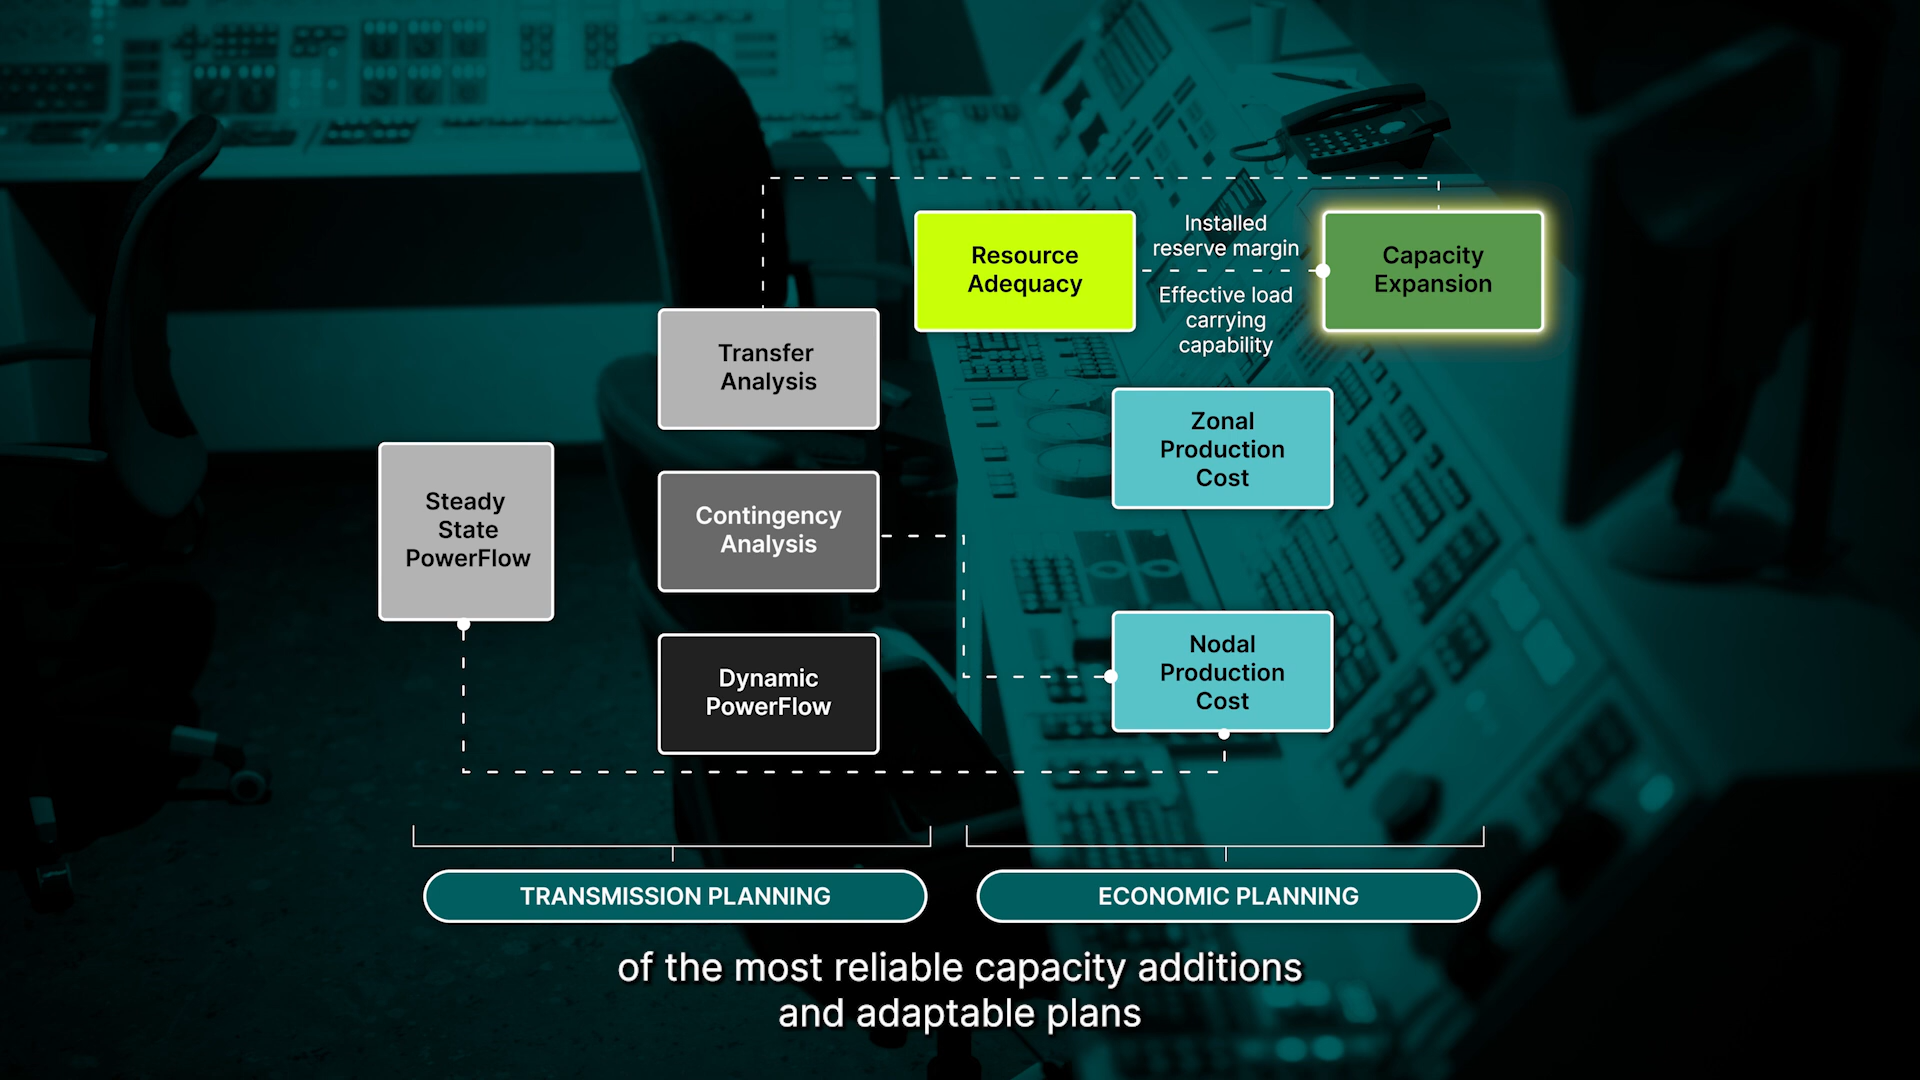 Resource
Adequacy
Installed
reserve margin
Effective load
carrying
capability
Capacity
Expansion
Transfer
Analysis
Zonal
Production
Cost
Steady
State
PowerFlow
Contingency
Analysis
Nodal
Production
Cost
Dynamic
PowerFlow
TRANSMISSION PLANNING
ECONOMIC PLANNING
of the most reliable capacity additions
and adaptable plans